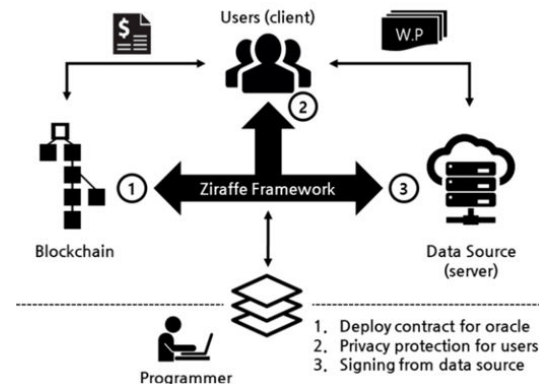 Users (client)
$
W.P
2
1
Ziraffe Framework
3
Blockchain
Data Source
(server)
1. Deploy contract for oracle
2. Privacy protection for users
3. Signing from data source
Programmer